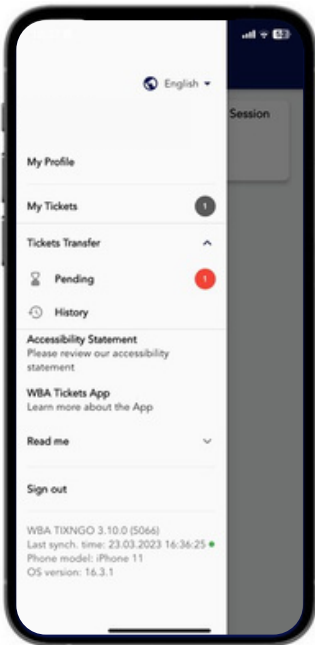 53
English
Session
My Profile
My Tickets 1
Tickets Transfer
Pending 1
History
Accessibility Statement
Please review our accessibility
statement
WBA Tickets App
Learn more about the App
Read me
Sign out
WBA TIXNGO 3.10.0 (5066)
Last synch. time: 23.03.2023 16:36:25
Phone model: iPhone 11
OS version: 16.3.1